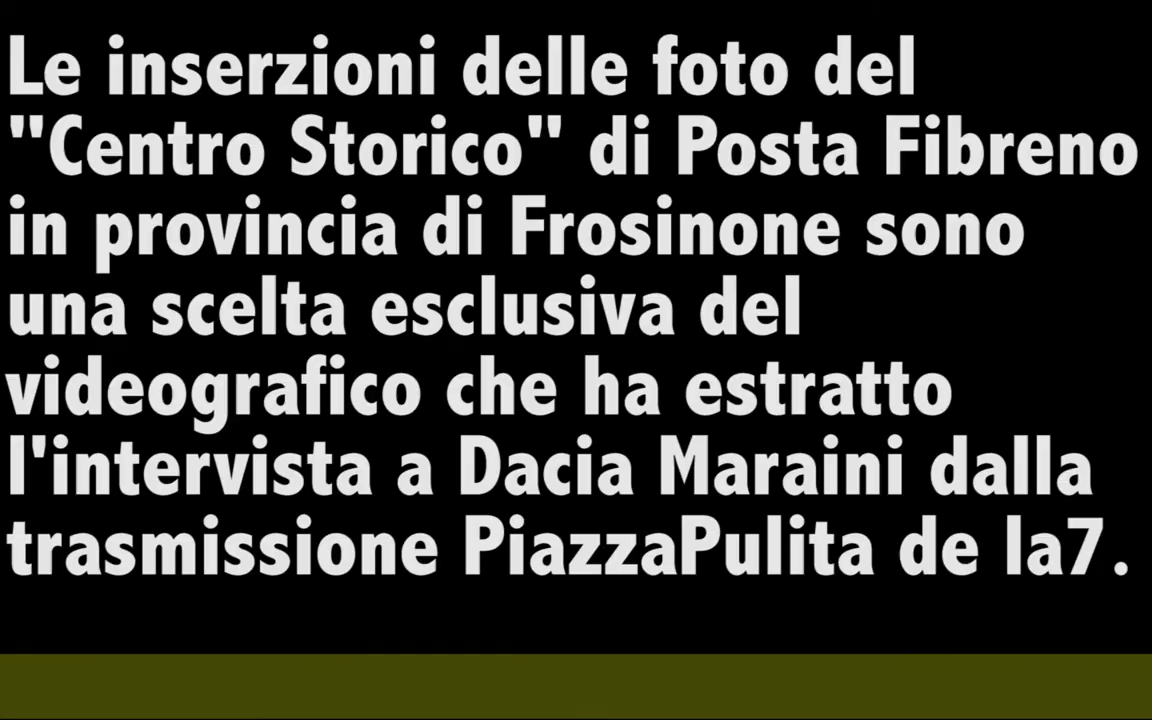 Le inserzioni delle foto del
"Centro Storico" di Posta Fibreno
in provincia di Frosinone sono
una scelta esclusiva del
videografico che ha estratto
l'intervista a Dacia Maraini dalla
trasmissione PiazzaPulita de la7.